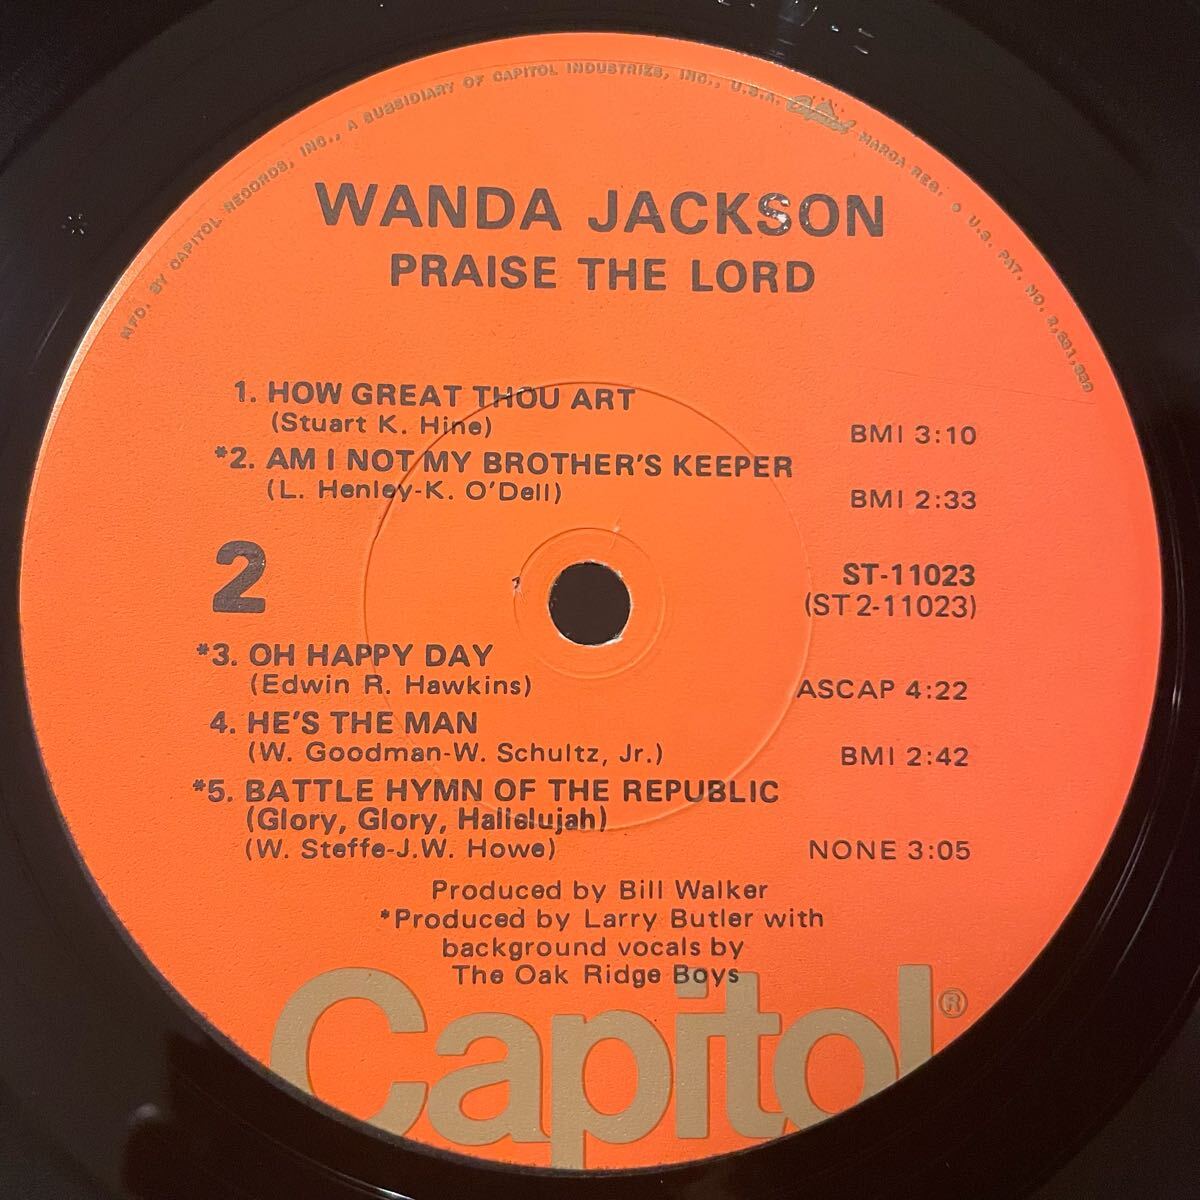 MFD. BY CAPITOL RECORDS, INC., A SUBSIDIARY OF CAPITOL INDUSTRIES, INC., U.S.A. Capitol MARCA REG. • U.S. PAT. NO. 2,631,859
WANDA JACKSON
PRAISE THE LORD
1. HOW GREAT THOU ART
(Stuart K. Hine) BMI 3:10
*2. AM I NOT MY BROTHER'S KEEPER
(L. Henley-K. O'Dell) BMI 2:33
2
ST-11023
(ST 2-11023)
*3. OH HAPPY DAY
(Edwin R. Hawkins) ASCAP 4:22
4. HE'S THE MAN
(W. Goodman-W. Schultz, Jr.) BMI 2:42
*5. BATTLE HYMN OF THE REPUBLIC
(Glory, Glory, Hallelujah)
(W. Steffe-J.W. Howe) NONE 3:05
Produced by Bill Walker
*Produced by Larry Butler with
background vocals by
The Oak Ridge Boys
Capitol®